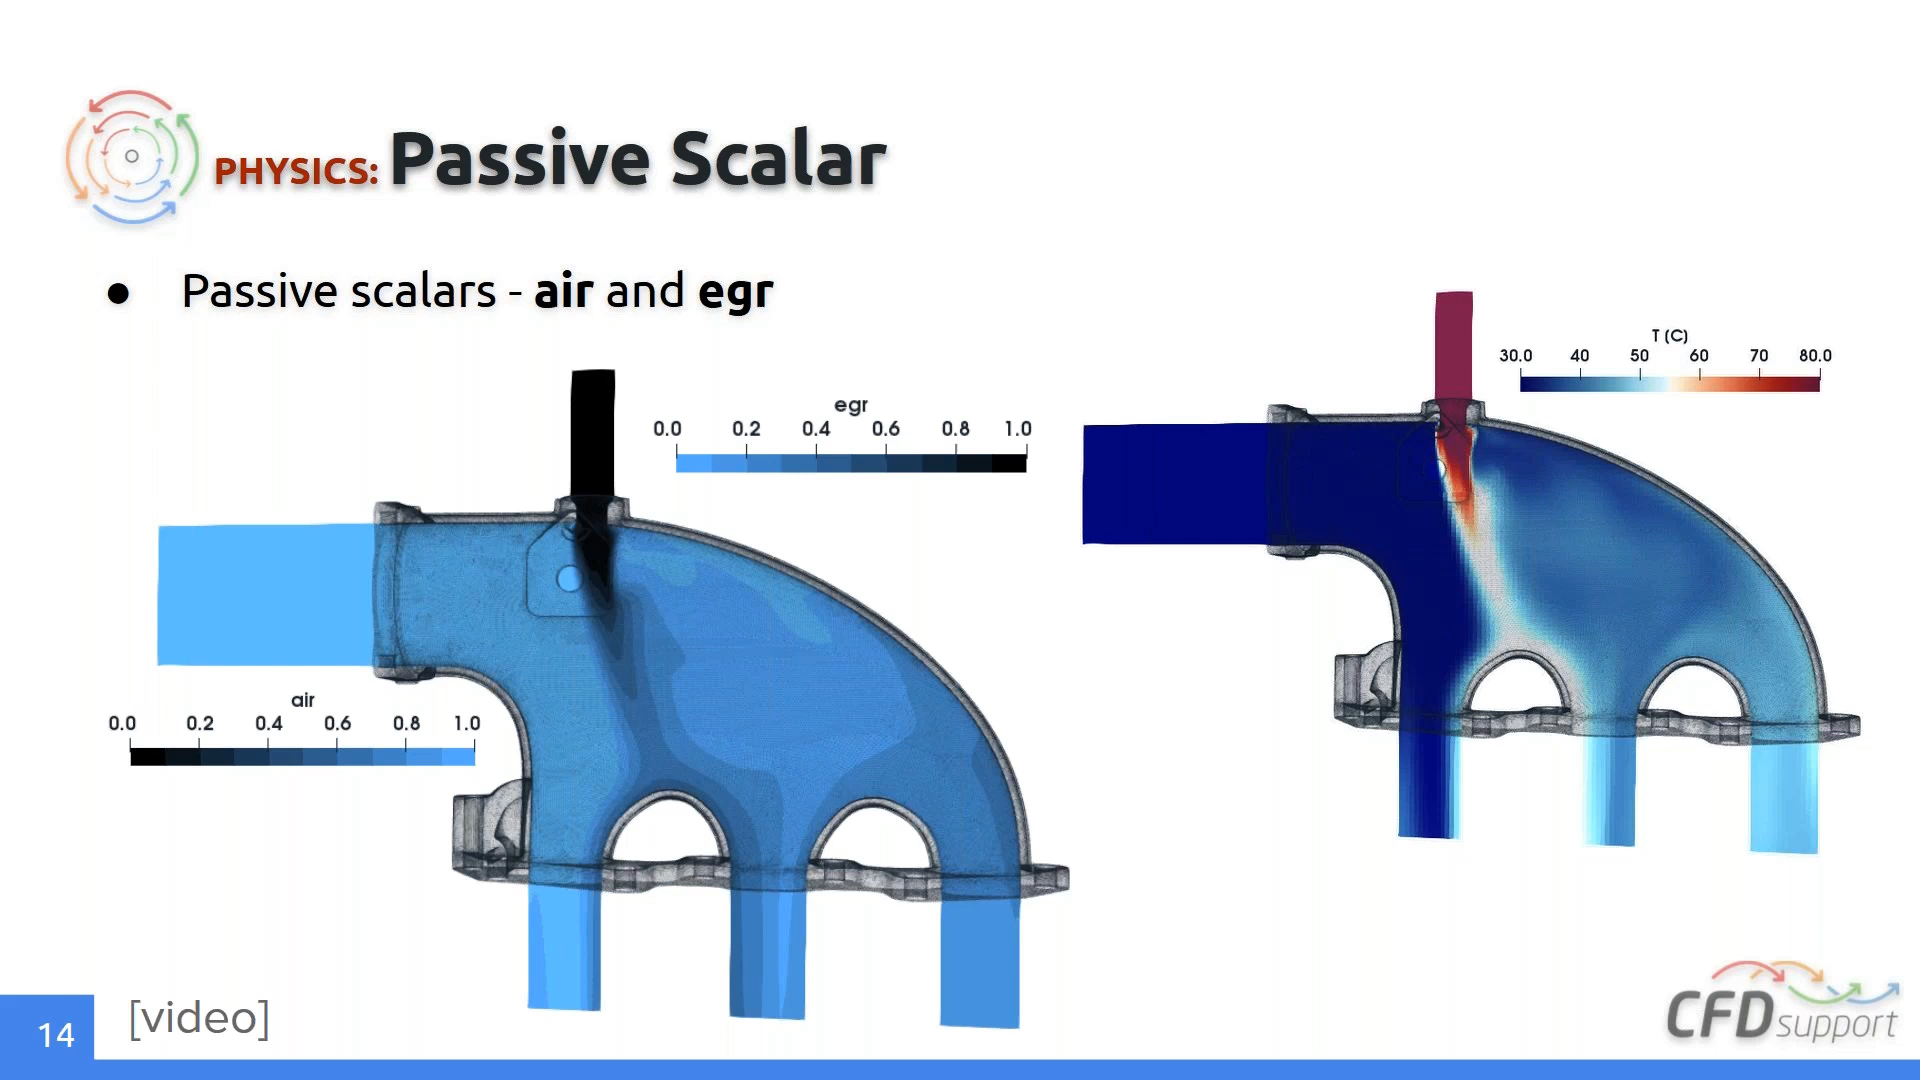 PHYSICS: Passive Scalar
● Passive scalars - air and egr
T (C)
30.0 40 50 60 70 80.0
egr
0.0 0.2 0.4 0.6 0.8 1.0
air
0.0 0.2 0.4 0.6 0.8 1.0
[video]
14
CFD support